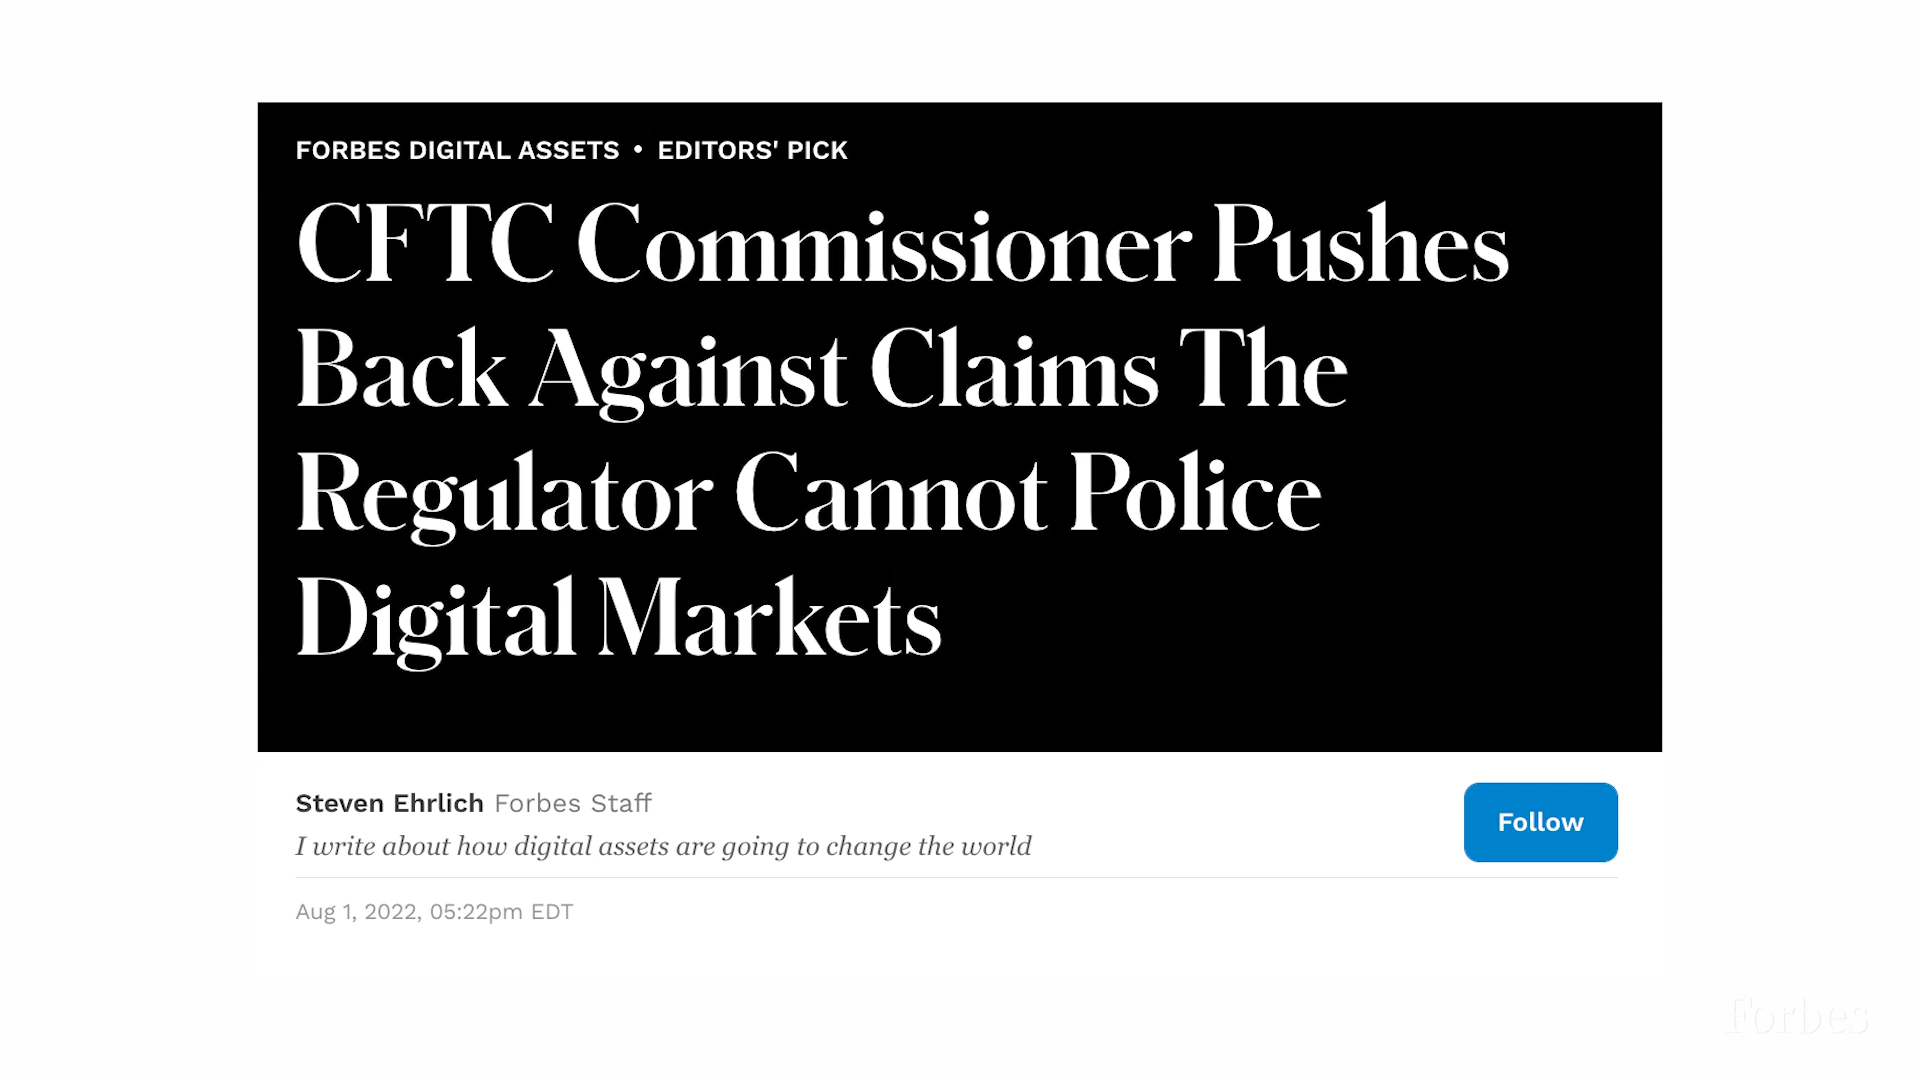 FORBES DIGITAL ASSETS • EDITORS' PICK
CFTC Commissioner Pushes
Back Against Claims The
Regulator Cannot Police
Digital Markets
Steven Ehrlich Forbes Staff
I write about how digital assets are going to change the world
Follow
Aug 1, 2022, 05:22pm EDT
Forbes